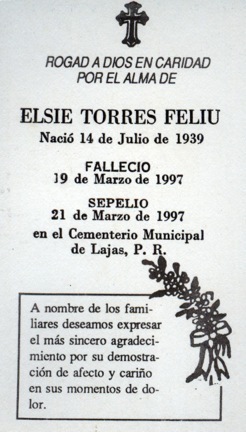 ROGAD A DIOS EN CARIDAD
POR EL ALMA DE
ELSIE TORRES FELIU
Nació 14 de Julio de 1939
FALLECIO
19 de Marzo de 1997
SEPELIO
21 de Marzo de 1997
en el Cementerio Municipal
de Lajas, P. R.
A nombre de los fami-
liares deseamos expresar
el más sincero agradeci-
miento por su demostra-
ción de afecto y cariño
en sus momentos de do-
lor.